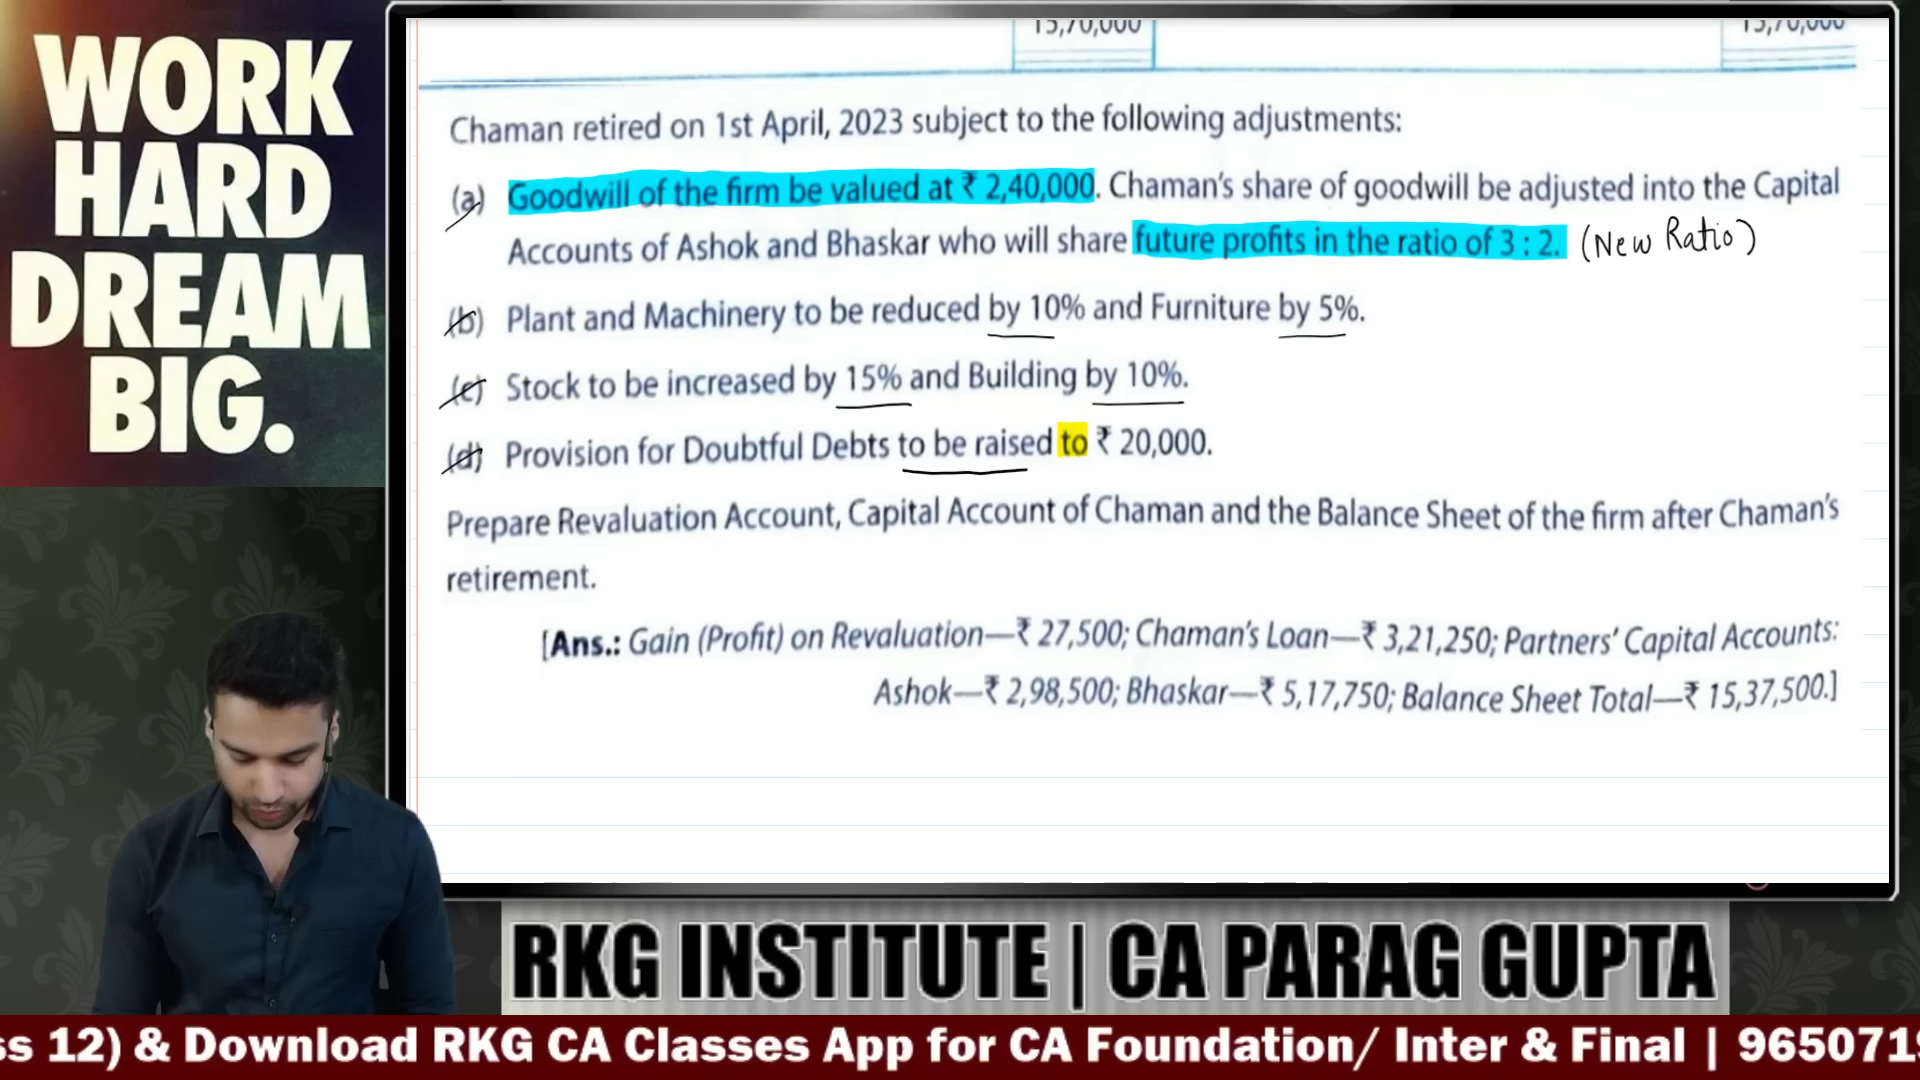 WORK
HARD
DREAM
BIG.
15,70,000 15,70,000
Chaman retired on 1st April, 2023 subject to the following adjustments:
(a) Goodwill of the firm be valued at ₹ 2,40,000. Chaman's share of goodwill be adjusted into the Capital
Accounts of Ashok and Bhaskar who will share future profits in the ratio of 3 : 2. (New Ratio)
(b) Plant and Machinery to be reduced by 10% and Furniture by 5%.
(c) Stock to be increased by 15% and Building by 10%.
(d) Provision for Doubtful Debts to be raised to ₹ 20,000.
Prepare Revaluation Account, Capital Account of Chaman and the Balance Sheet of the firm after Chaman's
retirement.
[Ans.: Gain (Profit) on Revaluation—₹ 27,500; Chaman's Loan—₹ 3,21,250; Partners' Capital Accounts:
Ashok—₹ 2,98,500; Bhaskar—₹ 5,17,750; Balance Sheet Total—₹ 15,37,500.]
RKG INSTITUTE | CA PARAG GUPTA
ss 12) & Download RKG CA Classes App for CA Foundation/ Inter & Final | 9650719